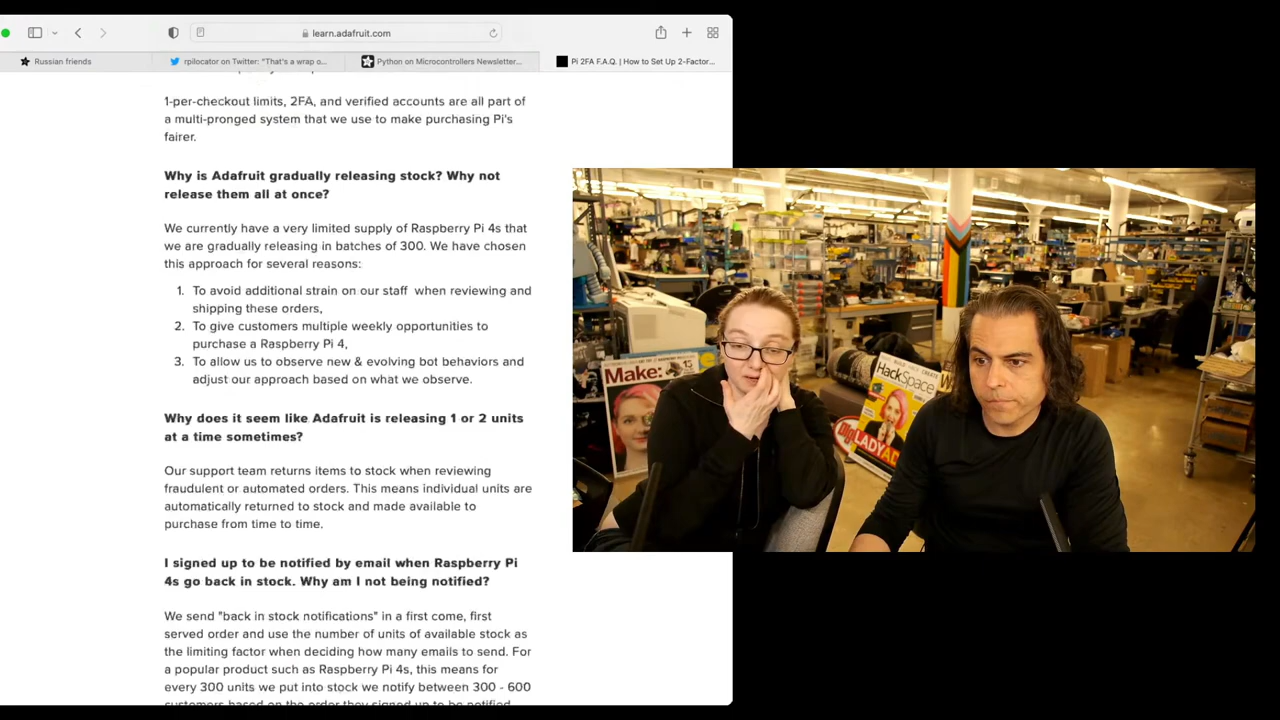 learn.adafruit.com
Russian friends
rpilocator on Twitter: "That's a wrap o...
Python on Microcontrollers Newsletter...
Pi 2FA F.A.Q. | How to Set Up 2-Factor...
1-per-checkout limits, 2FA, and verified accounts are all part of
a multi-pronged system that we use to make purchasing Pi's
fairer.
Why is Adafruit gradually releasing stock? Why not
release them all at once?
We currently have a very limited supply of Raspberry Pi 4s that
we are gradually releasing in batches of 300. We have chosen
this approach for several reasons:
1. To avoid additional strain on our staff when reviewing and
shipping these orders,
2. To give customers multiple weekly opportunities to
purchase a Raspberry Pi 4,
3. To allow us to observe new & evolving bot behaviors and
adjust our approach based on what we observe.
Why does it seem like Adafruit is releasing 1 or 2 units
at a time sometimes?
Our support team returns items to stock when reviewing
fraudulent or automated orders. This means individual units are
automatically returned to stock and made available to
purchase from time to time.
I signed up to be notified by email when Raspberry Pi
4s go back in stock. Why am I not being notified?
We send "back in stock notifications" in a first come, first
served order and use the number of units of available stock as
the limiting factor when deciding how many emails to send. For
a popular product such as Raspberry Pi 4s, this means for
every 300 units we put into stock we notify between 300 - 600
customers based on the order they signed up to be notified
Make:
HackSpace
LADYAD